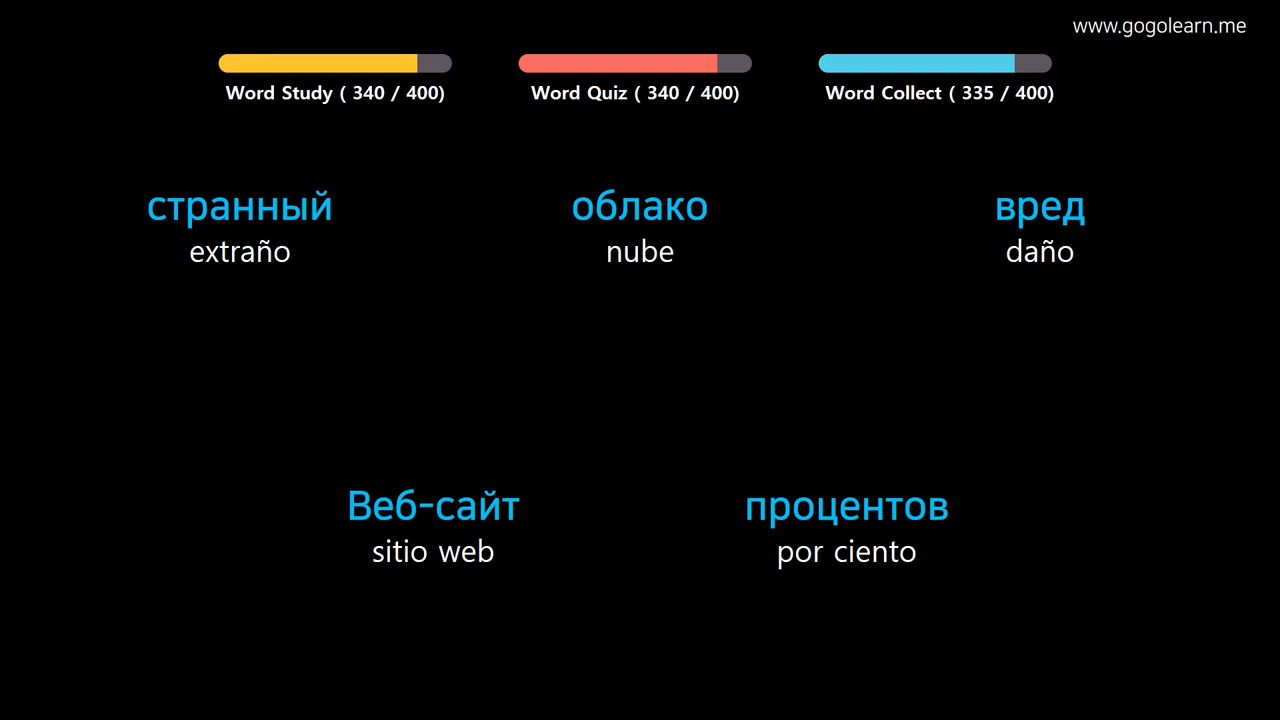 www.gogolearn.me
Word Study ( 340 / 400)
Word Quiz ( 340 / 400)
Word Collect ( 335 / 400)
странный
extraño
облако
nube
вред
daño
Веб-сайт
sitio web
процентов
por ciento